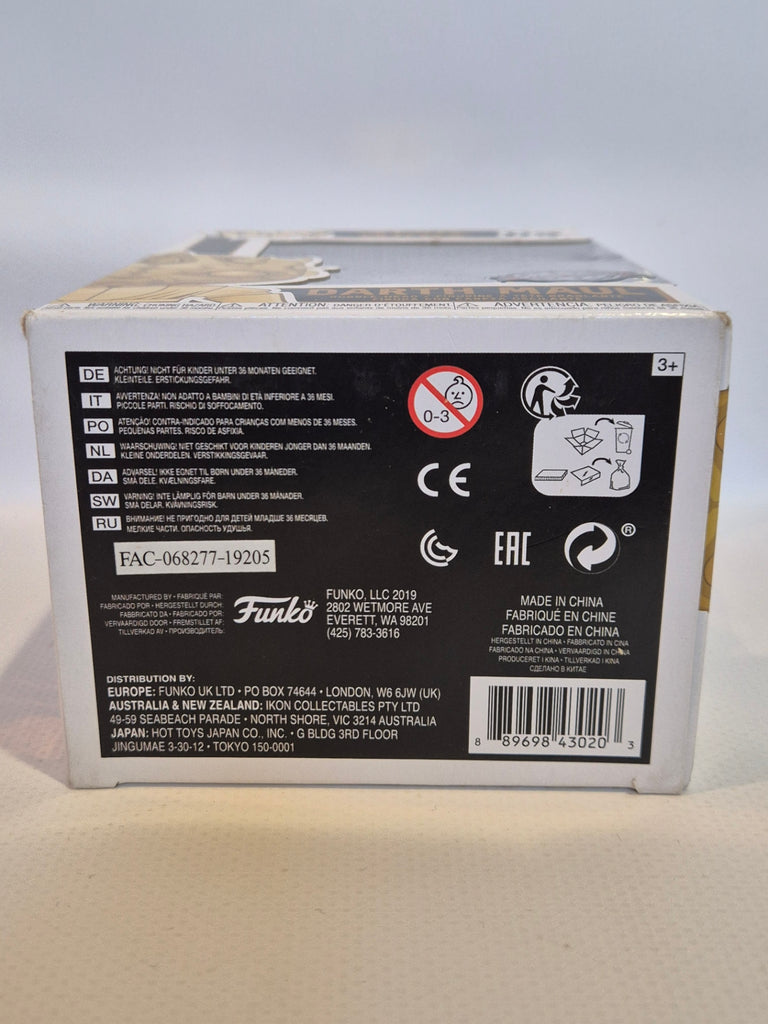 DARTH MAUL
WARNING: CHOKING HAZARD
ATTENTION: DANGER D'ÉTOUFFEMENT
ADVERTENCIA: PELIGRO DE ASFIXIA
3+
DE ACHTUNG! NICHT FÜR KINDER UNTER 36 MONATEN GEEIGNET.
KLEINTEILE. ERSTICKUNGSGEFAHR.
IT AVVERTENZA! NON ADATTO A BAMBINI DI ETÀ INFERIORE A 36 MESI.
PICCOLE PARTI. RISCHIO DI SOFFOCAMENTO.
PO ATENÇÃO! CONTRA-INDICADO PARA CRIANÇAS COM MENOS DE 36 MESES.
PEQUENAS PARTES. RISCO DE ASFIXIA.
NL WAARSCHUWING! NIET GESCHIKT VOOR KINDEREN JONGER DAN 36 MAANDEN.
KLEINE ONDERDELEN. VERSTIKKINGSGEVAAR.
DA ADVARSEL! IKKE EGNET TIL BØRN UNDER 36 MÅNEDER.
SMÅ DELE. KVÆLNINGSFARE.
SW VARNING! INTE LÄMPLIG FÖR BARN UNDER 36 MÅNADER.
SMÅ DELAR. KVÄVNINGSRISK.
RU ВНИМАНИЕ! НЕ ПРИГОДНО ДЛЯ ДЕТЕЙ МЛАДШЕ 36 МЕСЯЦЕВ.
МЕЛКИЕ ЧАСТИ. ОПАСНОСТЬ УДУШЬЯ.
0-3
CE
EAC
®
FAC-068277-19205
MANUFACTURED BY • FABRIQUÉ PAR:
FABRICADO POR • HERGESTELLT DURCH:
FABBRICATO DA • FABRICADO POR:
VERVAARDIGD DOOR • FREMSTILLET AF:
TILLVERKAD AV • ПРОИЗВОДИТЕЛЬ:
Funko
FUNKO, LLC 2019
2802 WETMORE AVE
EVERETT, WA 98201
(425) 783-3616
MADE IN CHINA
FABRIQUÉ EN CHINE
FABRICADO EN CHINA
HERGESTELLT IN CHINA • FABBRICATO IN CINA
FABRICADO NA CHINA • VERVAARDIGD IN CHINA
PRODUCERET I KINA • TILLVERKAD I KINA
СДЕЛАНО В КИТАЕ
DISTRIBUTION BY:
EUROPE: FUNKO UK LTD • PO BOX 74644 • LONDON, W6 6JW (UK)
AUSTRALIA & NEW ZEALAND: IKON COLLECTABLES PTY LTD
49-59 SEABEACH PARADE • NORTH SHORE, VIC 3214 AUSTRALIA
JAPAN: HOT TOYS JAPAN CO., INC. • G BLDG 3RD FLOOR
JINGUMAE 3-30-12 • TOKYO 150-0001
8 89698 43020 3